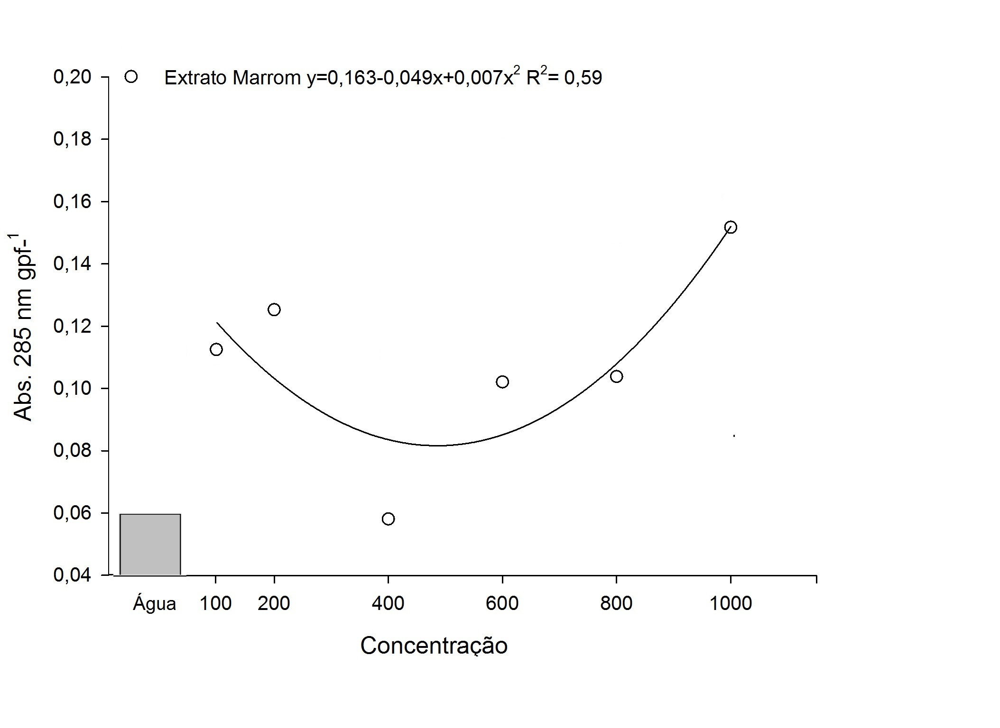 Extrato Marrom y=0,163-0,049x+0,007x² R²= 0,59
0,20
0,18
0,16
0,14
0,12
0,10
0,08
0,06
0,04
Abs. 285 nm gpf-¹
Água 100 200 400 600 800 1000
Concentração